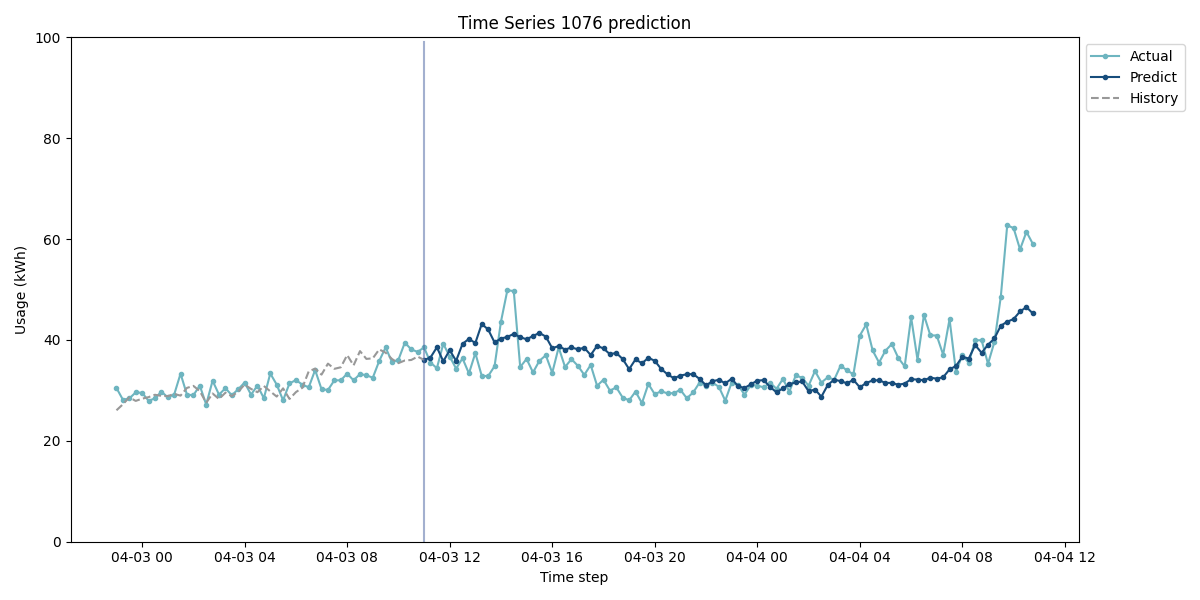 Time Series 1076 prediction
100
80
60
40
20
0
Usage (kWh)
04-03 00
04-03 04
04-03 08
04-03 12
04-03 16
04-03 20
04-04 00
04-04 04
04-04 08
04-04 12
Time step
Actual
Predict
History